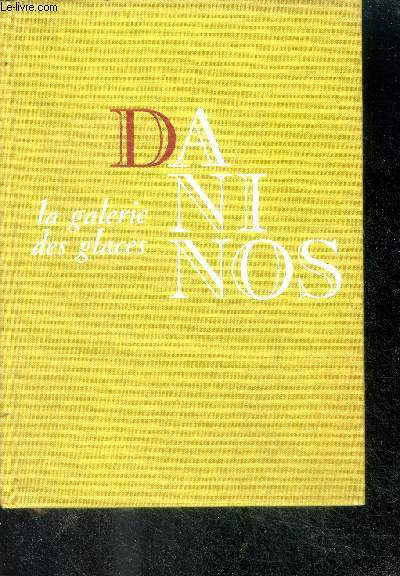 Le-livre.com
DA
NI
NOS
la galerie
des glaces